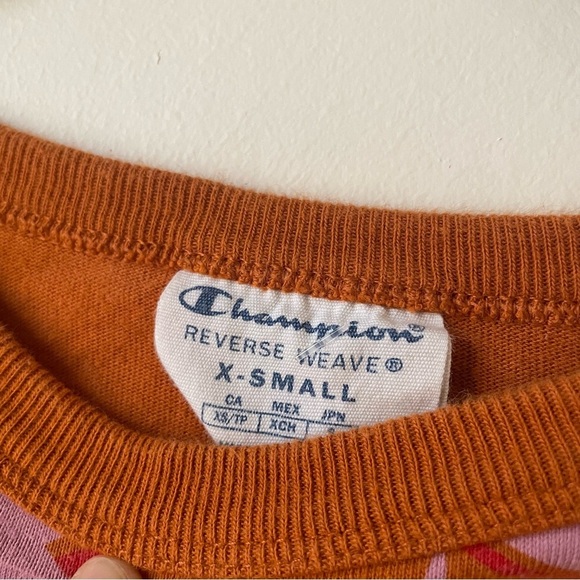 Champion®
REVERSE WEAVE®
X-SMALL
CA MEX JPN
XS/TP XCH